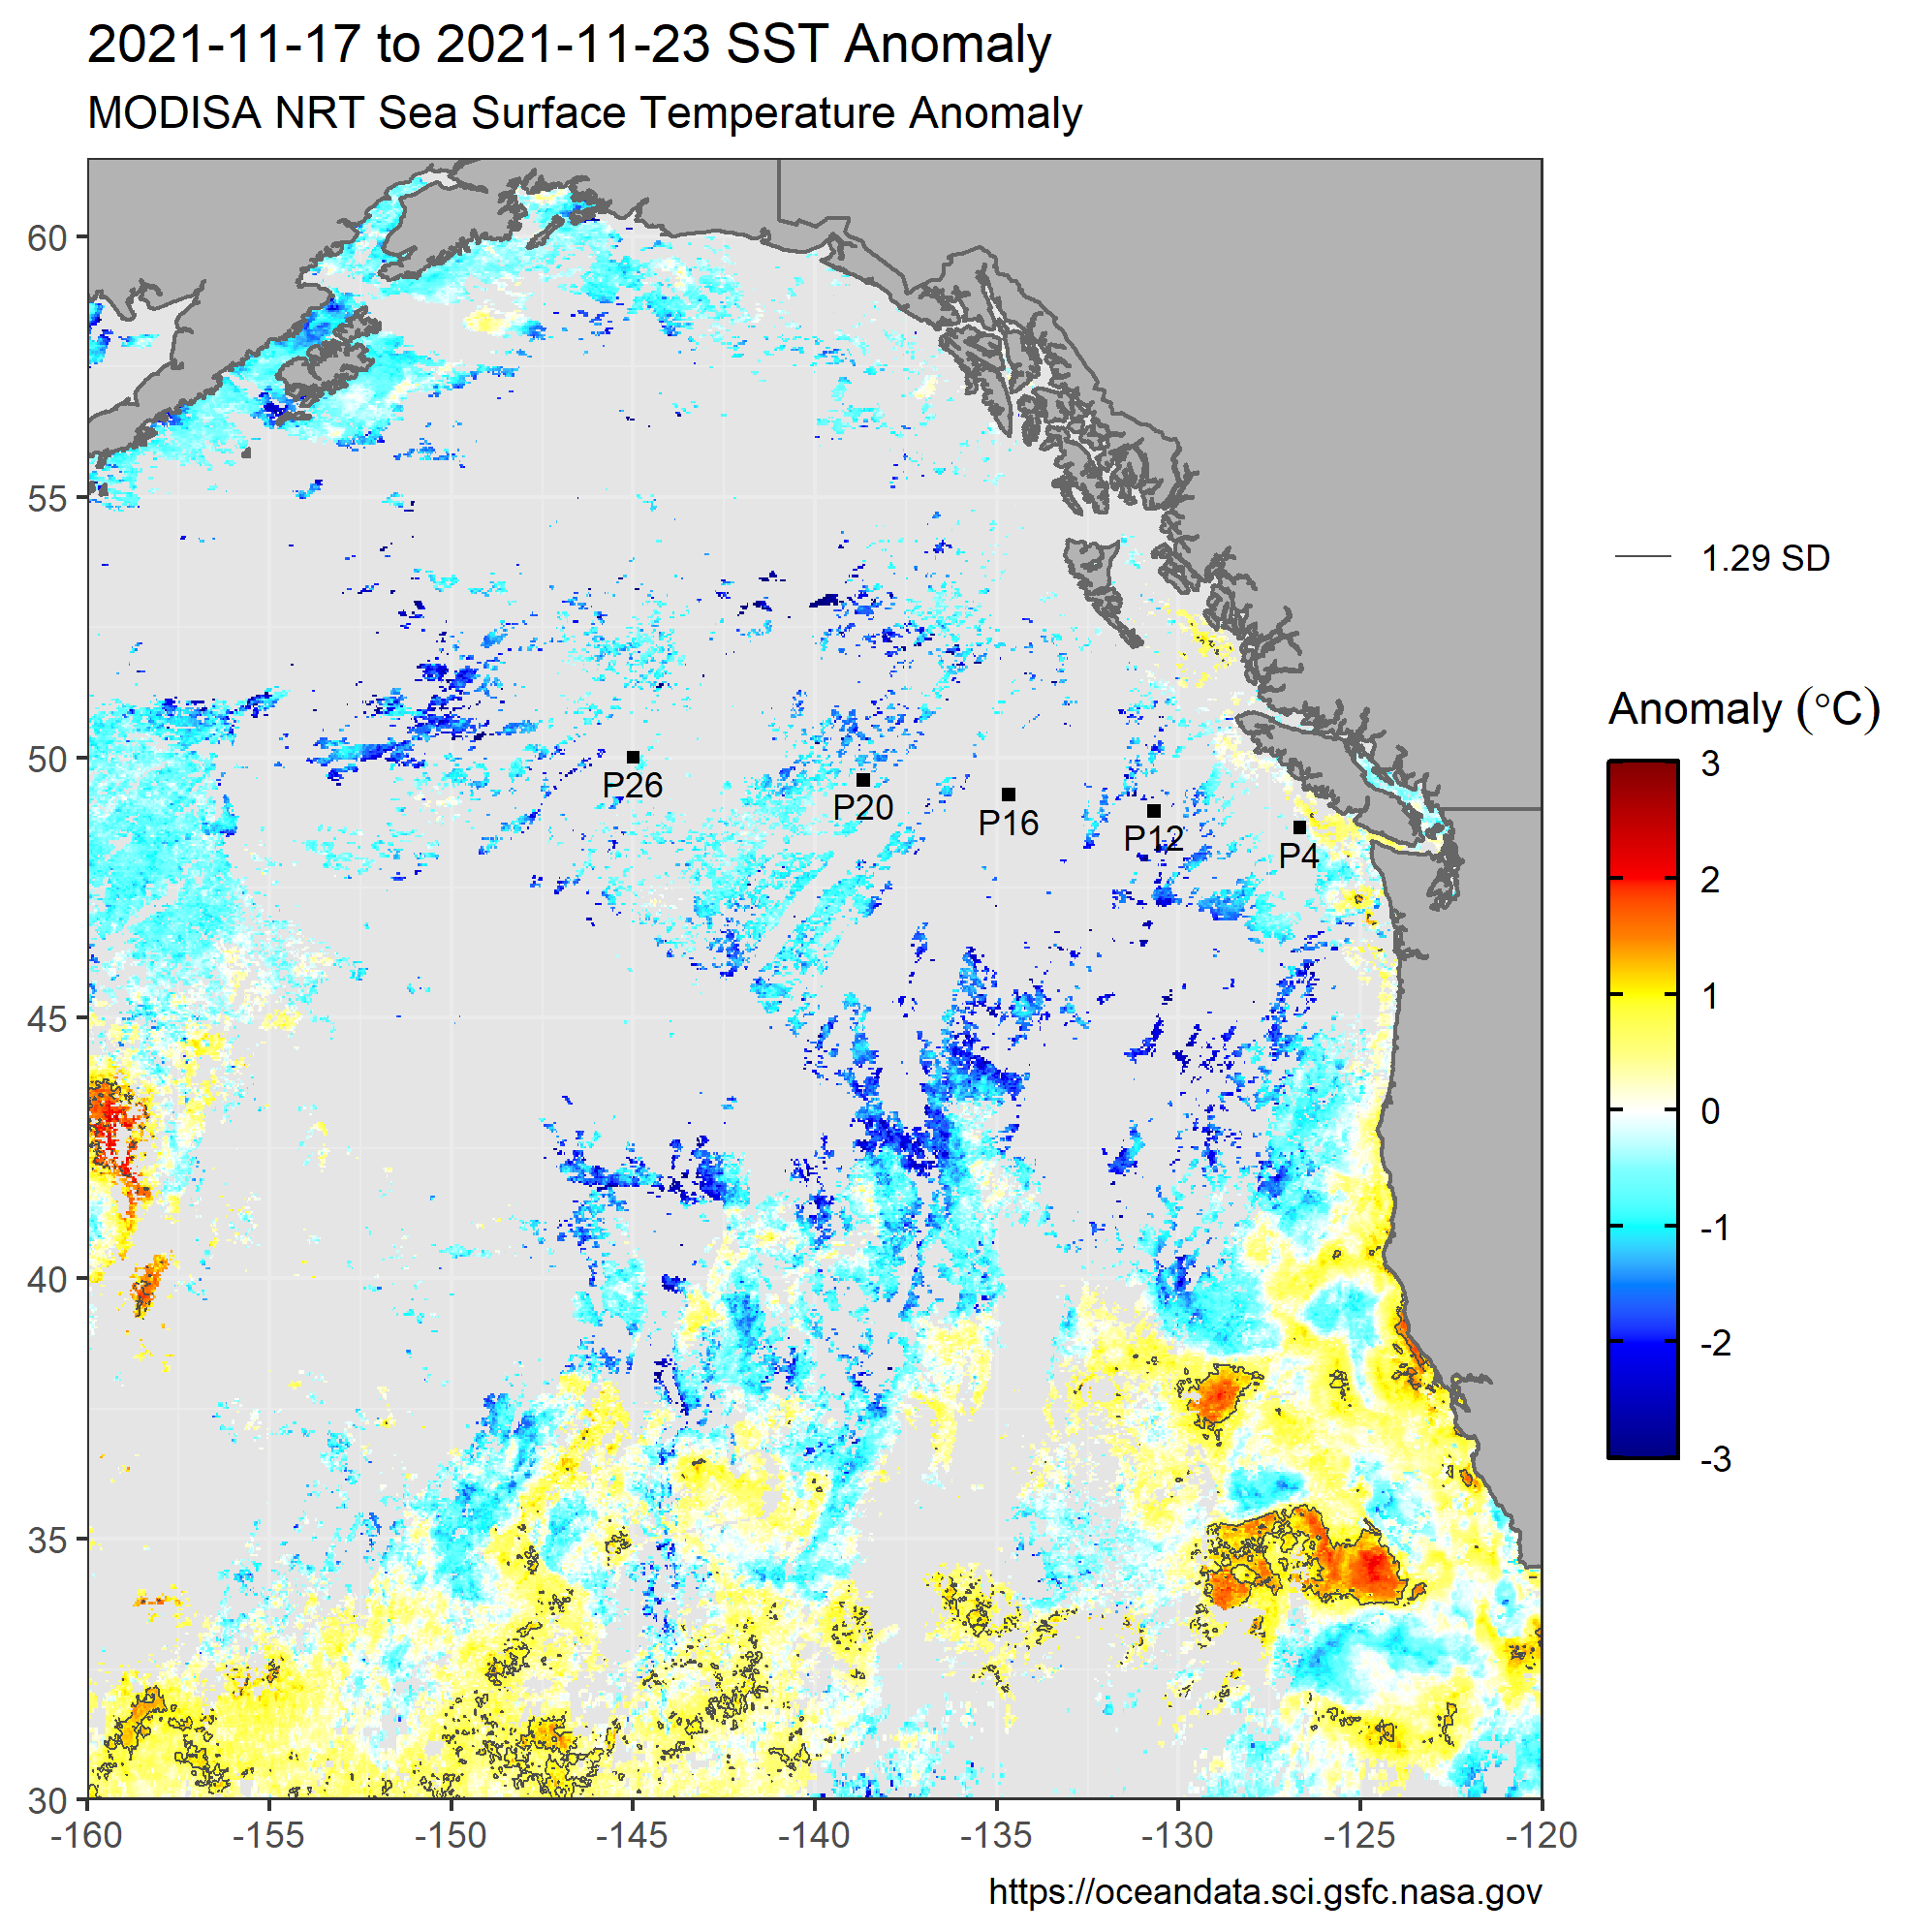 2021-11-17 to 2021-11-23 SST Anomaly
MODISA NRT Sea Surface Temperature Anomaly
60
55
50
45
40
35
30
-160
-155
-150
-145
-140
-135
-130
-125
-120
P26
P20
P16
P12
P4
1.29 SD
Anomaly (°C)
3
2
1
0
-1
-2
-3
https://oceandata.sci.gsfc.nasa.gov